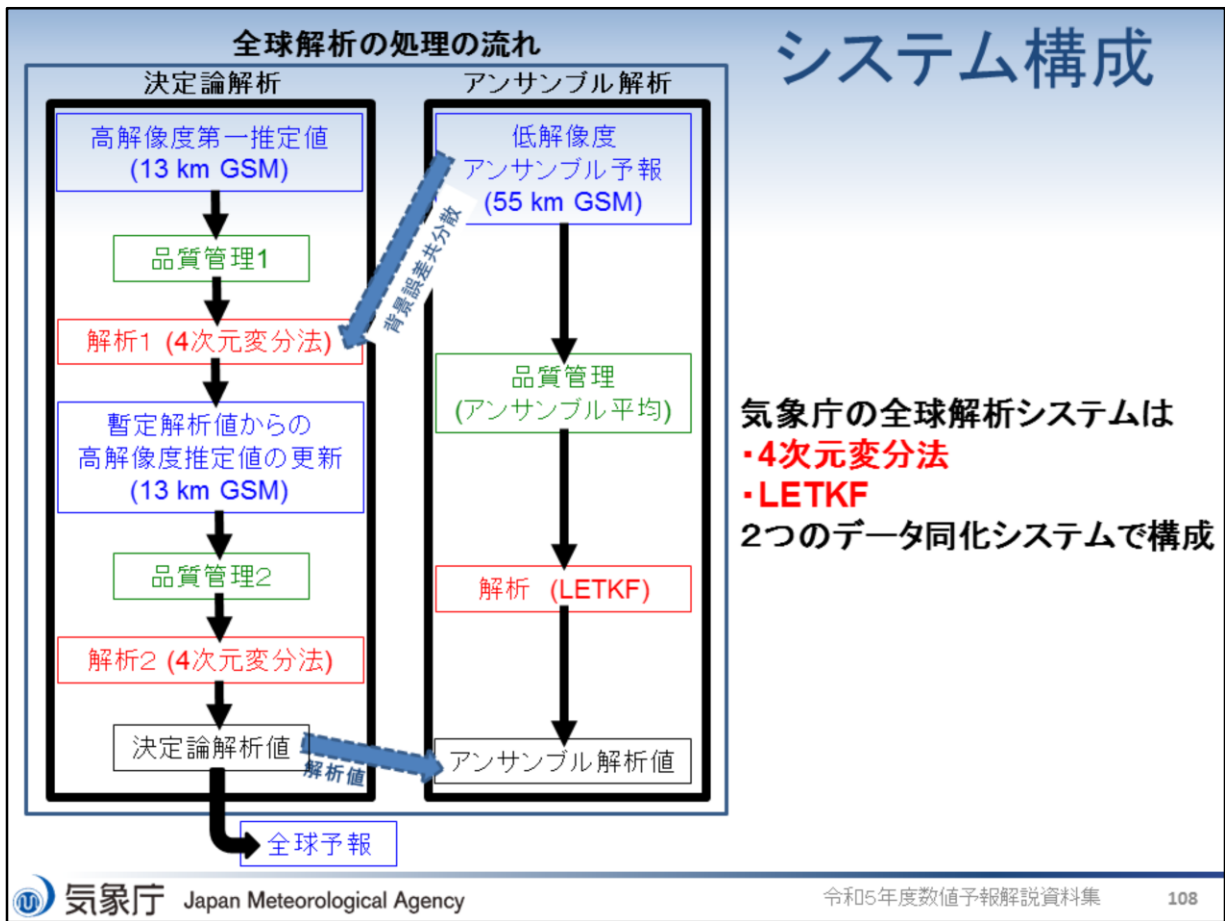 システム構成
全球解析の処理の流れ
決定論解析
高解像度第一推定値
(13 km GSM)
品質管理1
解析1 (4次元変分法)
暫定解析値からの
高解像度推定値の更新
(13 km GSM)
品質管理2
解析2 (4次元変分法)
決定論解析値
全球予報
背景誤差共分散
解析値
アンサンブル解析
低解像度
アンサンブル予報
(55 km GSM)
品質管理
(アンサンブル平均)
解析 (LETKF)
アンサンブル解析値
気象庁の全球解析システムは
・4次元変分法
・LETKF
2つのデータ同化システムで構成
気象庁 Japan Meteorological Agency
令和5年度数値予報解説資料集
108